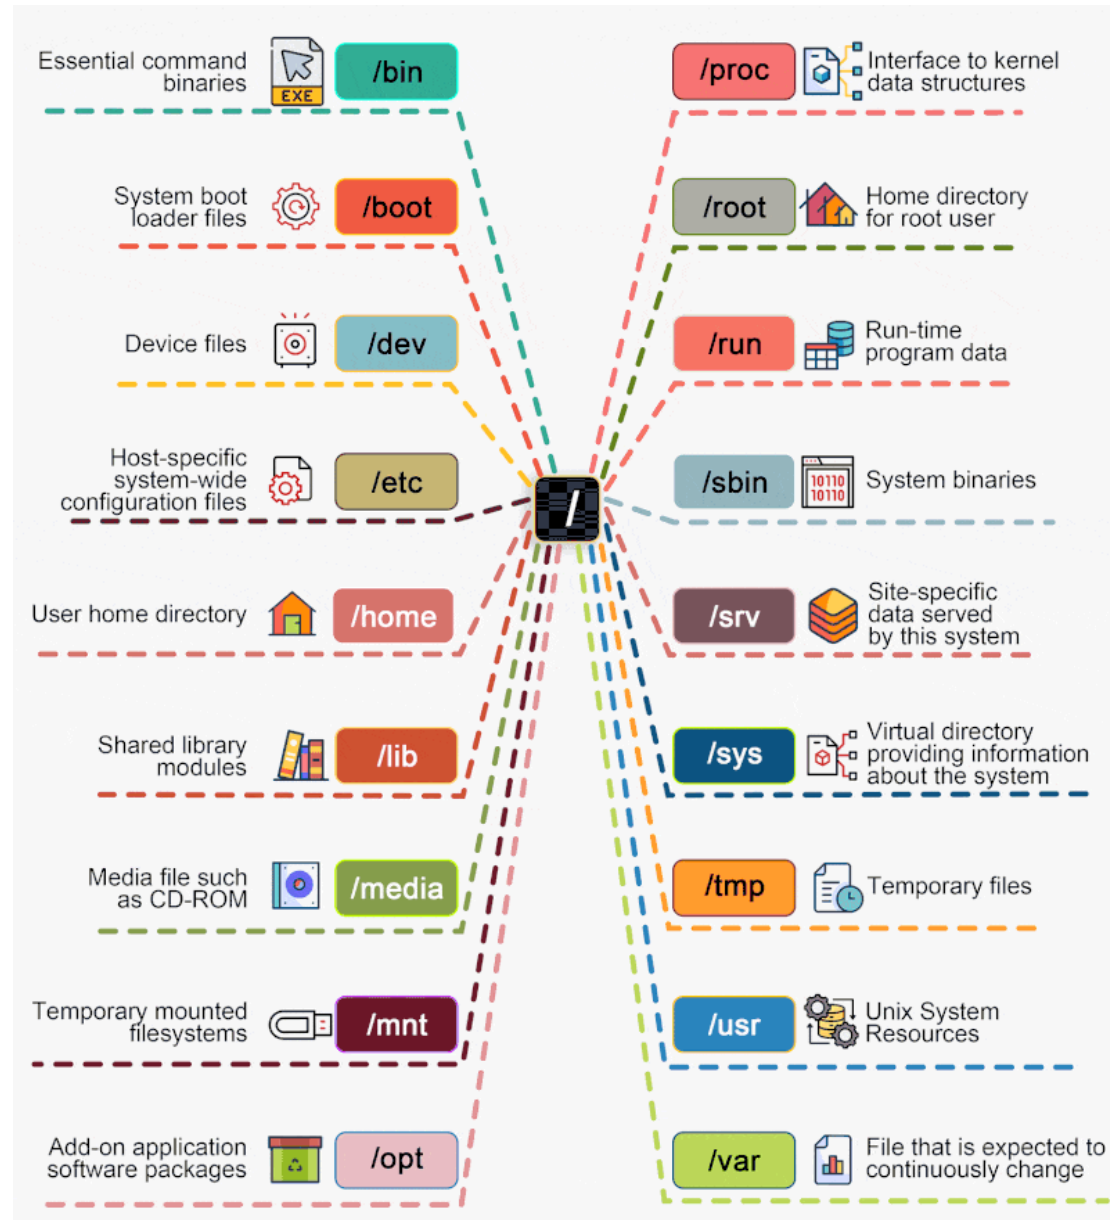 Essential command
binaries
EXE
/bin
System boot
loader files
/boot
Device files
/dev
Host-specific
system-wide
configuration files
/etc
User home directory
/home
Shared library
modules
/lib
Media file such
as CD-ROM
/media
Temporary mounted
filesystems
/mnt
Add-on application
software packages
/opt
/
/proc
Interface to kernel
data structures
/root
Home directory
for root user
/run
Run-time
program data
/sbin
10110
10110
System binaries
/srv
Site-specific
data served
by this system
/sys
Virtual directory
providing information
about the system
/tmp
Temporary files
/usr
Unix System
Resources
/var
File that is expected to
continuously change